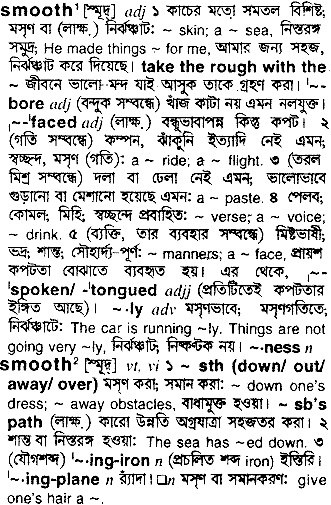 smooth¹ [স্মূদ্] adj ১ কাচের মতো সমতল বিশিষ্ট;
মসৃণ বা (লাক্ষ.) নির্ঝঞ্ঝাট: ~ skin; a ~ sea, নিস্তরঙ্গ
সমুদ্র; He made things ~ for me, আমার জন্য সহজ,
নির্ঝঞ্ঝাট করে দিয়েছে। take the rough with the
~ জীবনে ভালো-মন্দ যাই আসুক তাকে গ্রহণ করা। '~-
bore adj (বন্দুক সম্বন্ধে) খাঁজ কাটা নয় এমন নলযুক্ত।
~-'faced adj (লাক্ষ.) বন্ধুভাবাপন্ন কিন্তু কপট। ২
(গতি সম্বন্ধে) কম্পন, ঝাঁকুনি ইত্যাদি নেই এমন;
স্বচ্ছন্দ, মসৃণ (গতি): a ~ ride; a ~ flight. ৩ (তরল
মিশ্র সম্বন্ধে) দলা বা ঢেলা নেই এমন; ভালোভাবে
গুড়ানো বা মেশানো হয়েছে এমন: a ~ paste. ৪ পেলব;
কোমল; মিহি; স্বচ্ছন্দে প্রবাহিত: ~ verse; a ~ voice;
~ drink. ৫ (ব্যক্তি, তার ব্যবহার সম্বন্ধে) মিষ্টভাষী;
ভদ্র; শান্ত; সৌহার্দ্য-পূর্ণ: ~ manners; a ~ face, প্রায়শ
কপটতা বোঝাতে ব্যবহৃত হয়। এর থেকে, '~-
'spoken/ ~-'tongued adjj (প্রতিটিতেই কপটতার
ইঙ্গিত আছে)। ~·ly adv মসৃণভাবে; মসৃণগতিতে;
নির্ঝঞ্ঝাটে: The car is running ~ly. Things are not
going very ~ly, নির্ঝঞ্ঝাট, নিষ্কণ্টক নয়। ~·ness n
smooth² [স্মূদ্] vt, vi ১ ~ sth (down/ out/
away/ over) মসৃণ করা; সমান করা: ~ down one's
dress; ~ away obstacles, বাধামুক্ত হওয়া। ~ sb's
path (লাক্ষ.) কারো উন্নতি অগ্রযাত্রা সহজতর করা। ২
শান্ত বা নিস্তরঙ্গ হওয়া: The sea has ~ed down. ৩
(যৌগশব্দ) '~·ing-iron n (প্রচলিত শব্দ iron) ইস্তিরি।
'~·ing-plane n র‍্যাঁদা। □n মসৃণ বা সমানকরণ: give
one's hair a ~.